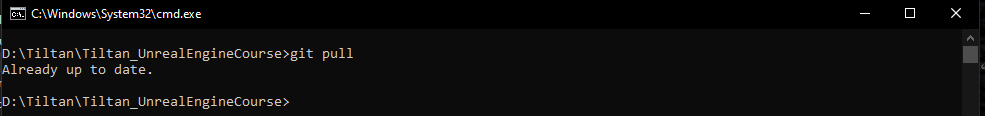 C:\Windows\System32\cmd.exe
D:\Tiltan\Tiltan_UnrealEngineCourse>git pull
Already up to date.
D:\Tiltan\Tiltan_UnrealEngineCourse>